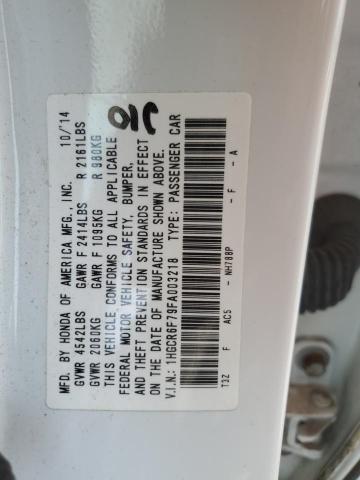 MFD. BY HONDA OF AMERICA MFG., INC. 10/'14
GVWR 4542LBS GAWR F 2414LBS R 2161LBS
GVWR 2060KG GAWR F 1095KG R 980KG
THIS VEHICLE CONFORMS TO ALL APPLICABLE
FEDERAL MOTOR VEHICLE SAFETY, BUMPER,
AND THEFT PREVENTION STANDARDS IN EFFECT
ON THE DATE OF MANUFACTURE SHOWN ABOVE.
V.I.N.: 1HGCR6F79FA003218 TYPE: PASSENGER CAR
T3Z F AC5 - NH788P - F - A